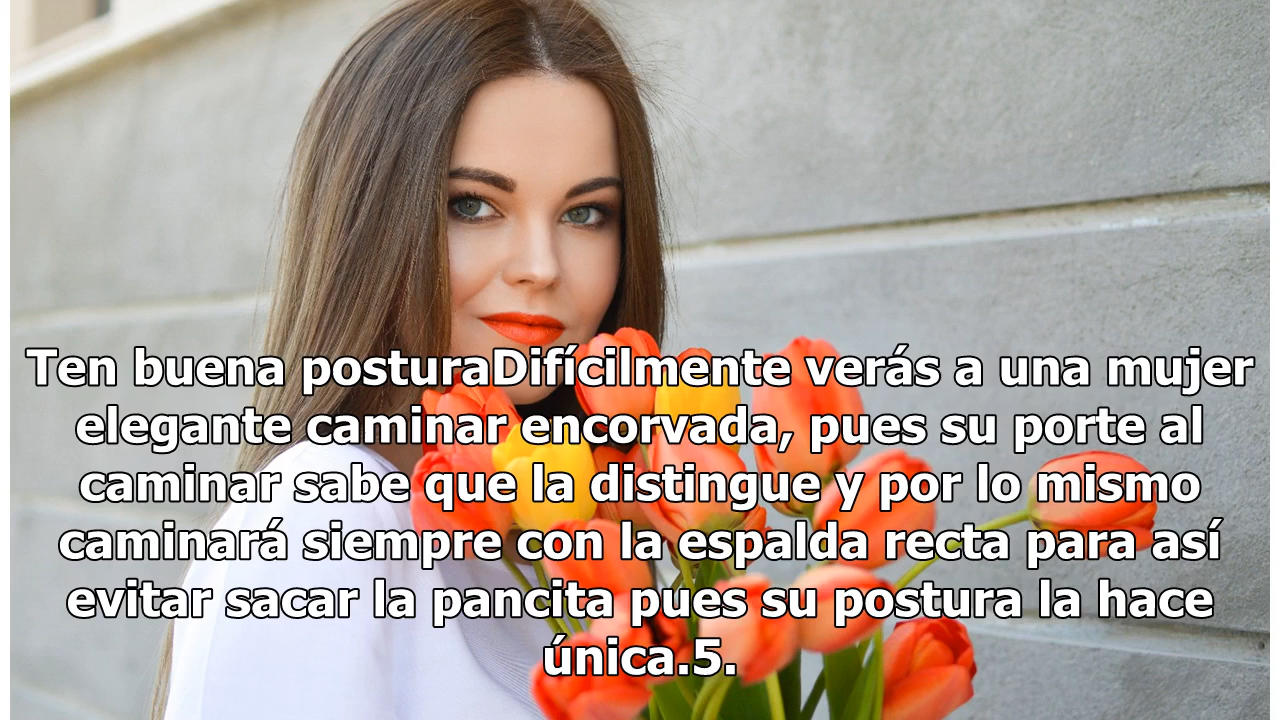 Ten buena posturaDifícilmente verás a una mujer
elegante caminar encorvada, pues su porte al
caminar sabe que la distingue y por lo mismo
caminará siempre con la espalda recta para así
evitar sacar la pancita pues su postura la hace
única.5.